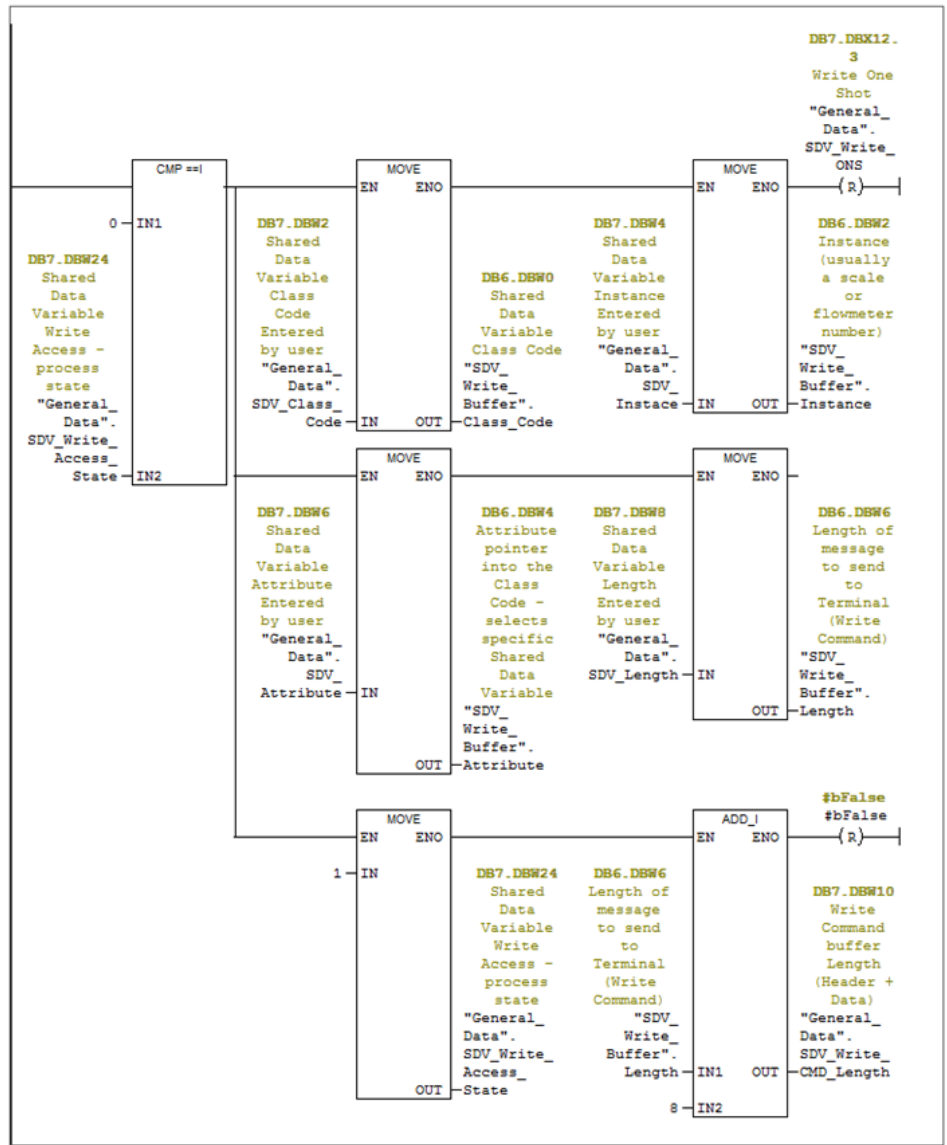 DB7.DBX12.
3
Write One
Shot
"General_
Data".
SDV_Write_
ONS
(R)
CMP ==I
0
IN1
DB7.DBW24
Shared
Data
Variable
Write
Access -
process
state
"General_
Data".
SDV_Write_
Access_
State
IN2
MOVE
EN ENO
DB7.DBW2
Shared
Data
Variable
Class
Code
Entered
by user
"General_
Data".
SDV_Class_
Code
IN OUT
DB6.DBW0
Shared
Data
Variable
Class Code
"SDV_
Write_
Buffer".
Class_Code
MOVE
EN ENO
DB7.DBW4
Shared
Data
Variable
Instance
Entered
by user
"General_
Data".
SDV_
Instace
IN OUT
DB6.DBW2
Instance
(usually
a scale
or
flowmeter
number)
"SDV_
Write_
Buffer".
Instance
MOVE
EN ENO
DB7.DBW6
Shared
Data
Variable
Attribute
Entered
by user
"General_
Data".
SDV_
Attribute
IN
OUT
DB6.DBW4
Attribute
pointer
into the
Class
Code -
selects
specific
Shared
Data
Variable
"SDV_
Write_
Buffer".
Attribute
MOVE
EN ENO
DB7.DBW8
Shared
Data
Variable
Length
Entered
by user
"General_
Data".
SDV_Length
IN
OUT
DB6.DBW6
Length of
message
to send
to
Terminal
(Write
Command)
"SDV_
Write_
Buffer".
Length
MOVE
EN ENO
1
IN
OUT
DB7.DBW24
Shared
Data
Variable
Write
Access -
process
state
"General_
Data".
SDV_Write_
Access_
State
ADD_I
EN ENO
DB6.DBW6
Length of
message
to send
to
Terminal
(Write
Command)
"SDV_
Write_
Buffer".
Length
IN1 OUT
8
IN2
#bFalse
#bFalse
(R)
DB7.DBW10
Write
Command
buffer
Length
(Header +
Data)
"General_
Data".
SDV_Write_
CMD_Length